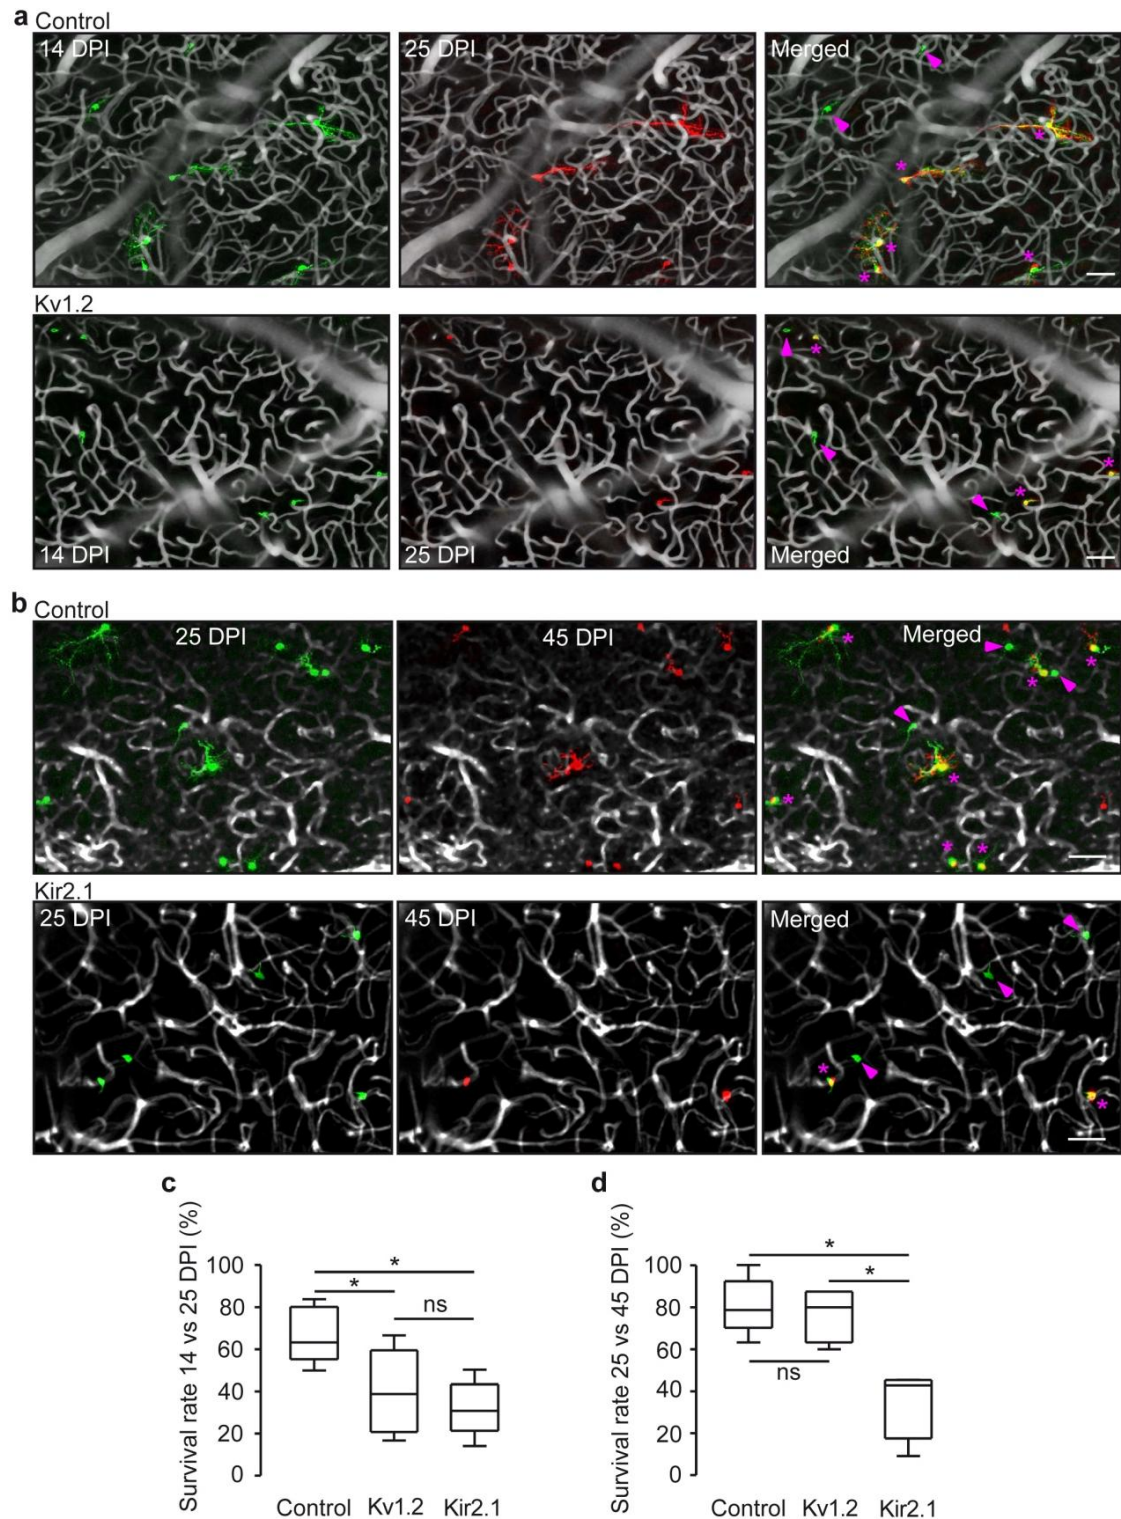 a Control
14 DPI 25 DPI Merged
Kv1.2
14 DPI 25 DPI Merged
b Control
25 DPI 45 DPI Merged
Kir2.1
25 DPI 45 DPI Merged
c
Survival rate 14 vs 25 DPI (%)
100
80
60
40
20
0
*
*
ns
Control Kv1.2 Kir2.1
d
Survival rate 25 vs 45 DPI (%)
100
80
60
40
20
0
*
*
ns
Control Kv1.2 Kir2.1